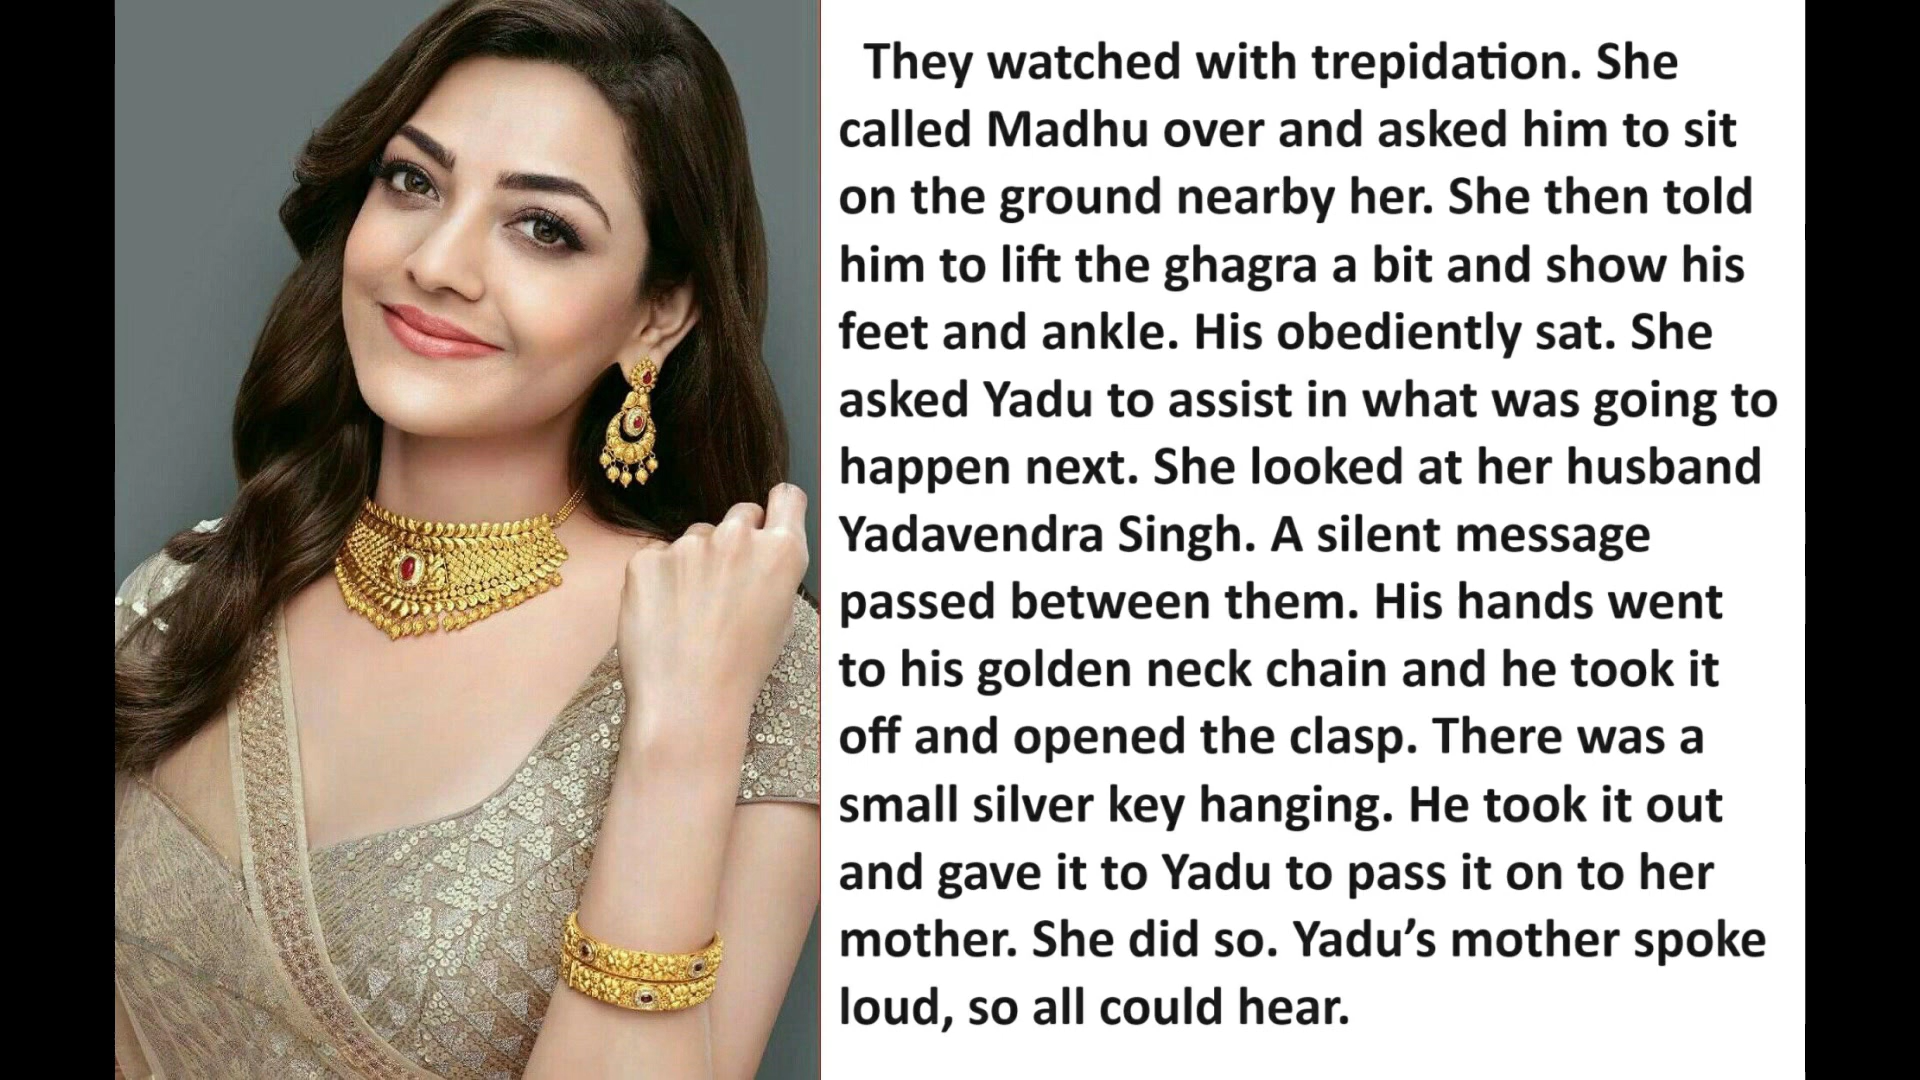 They watched with trepidation. She
called Madhu over and asked him to sit
on the ground nearby her. She then told
him to lift the ghagra a bit and show his
feet and ankle. His obediently sat. She
asked Yadu to assist in what was going to
happen next. She looked at her husband
Yadavendra Singh. A silent message
passed between them. His hands went
to his golden neck chain and he took it
off and opened the clasp. There was a
small silver key hanging. He took it out
and gave it to Yadu to pass it on to her
mother. She did so. Yadu’s mother spoke
loud, so all could hear.